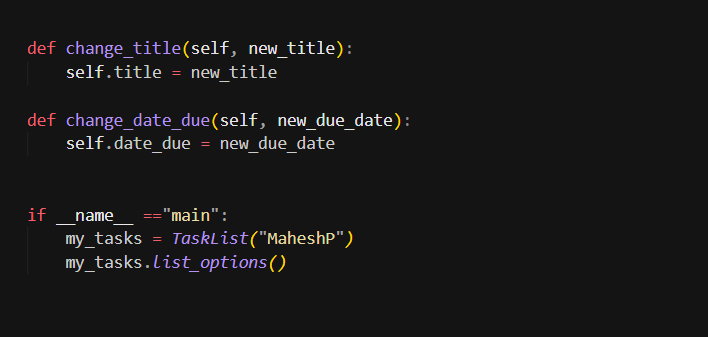 def change_title(self, new_title):
    self.title = new_title
def change_date_due(self, new_due_date):
    self.date_due = new_due_date
if __name__ =="main":
    my_tasks = TaskList("MaheshP")
    my_tasks.list_options()